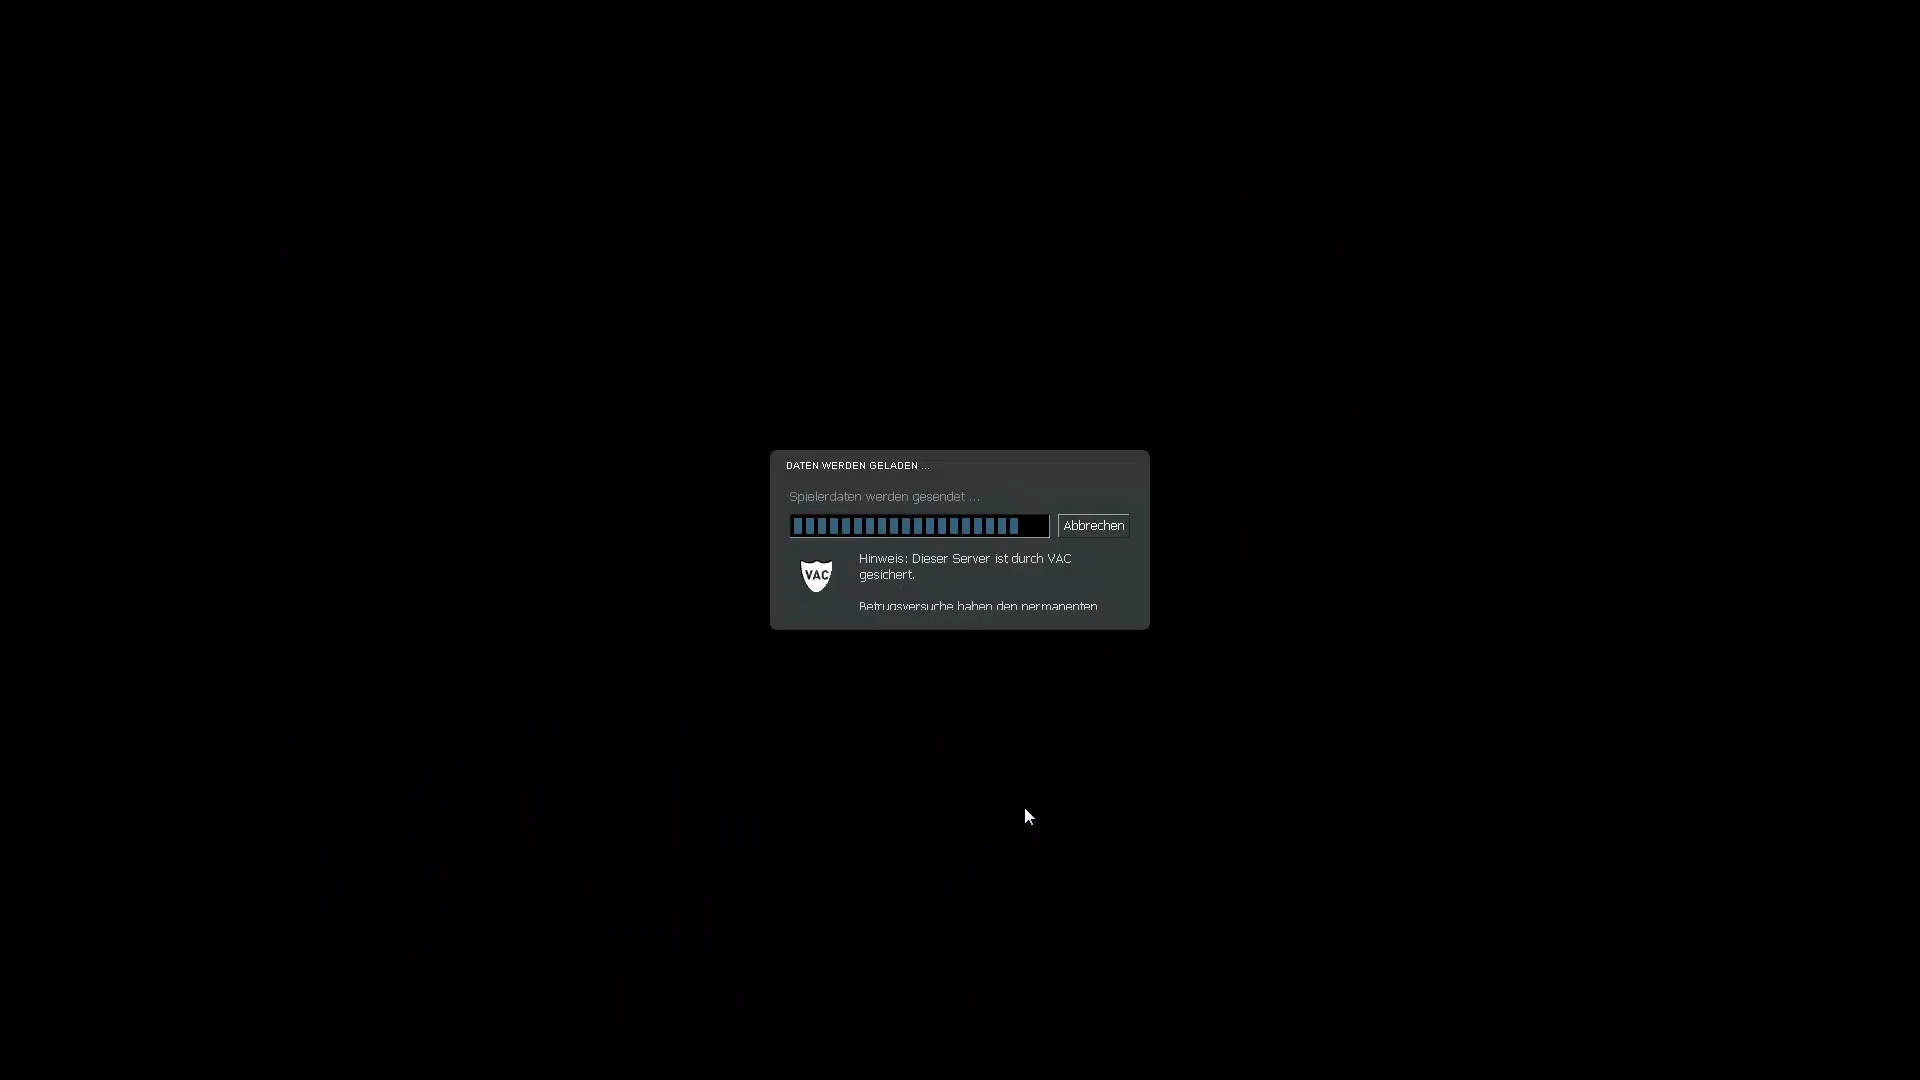 DATEN WERDEN GELADEN ...
Spielerdaten werden gesendet ...
Abbrechen
VAC
Hinweis: Dieser Server ist durch VAC
gesichert.
Betrugsversuche haben den permanenten